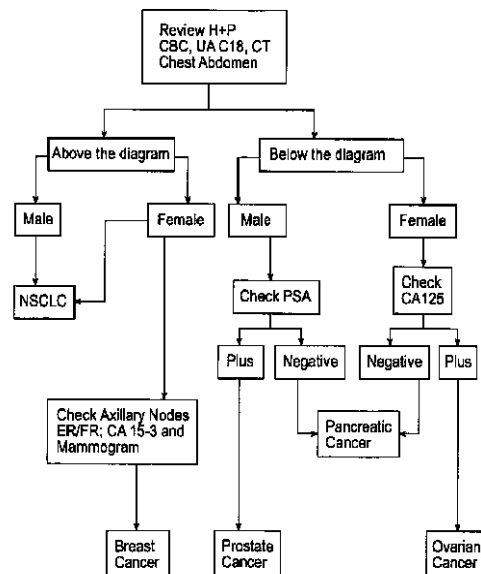 Review H+P
CBC, UA C18, CT
Chest Abdomen
Above the diagram
Below the diagram
Male
Female
Male
Female
NSCLC
Check PSA
Check
CA125
Plus
Negative
Negative
Plus
Check Axillary Nodes
ER/FR; CA 15-3 and
Mammogram
Pancreatic
Cancer
Breast
Cancer
Prostate
Cancer
Ovarian
Cancer